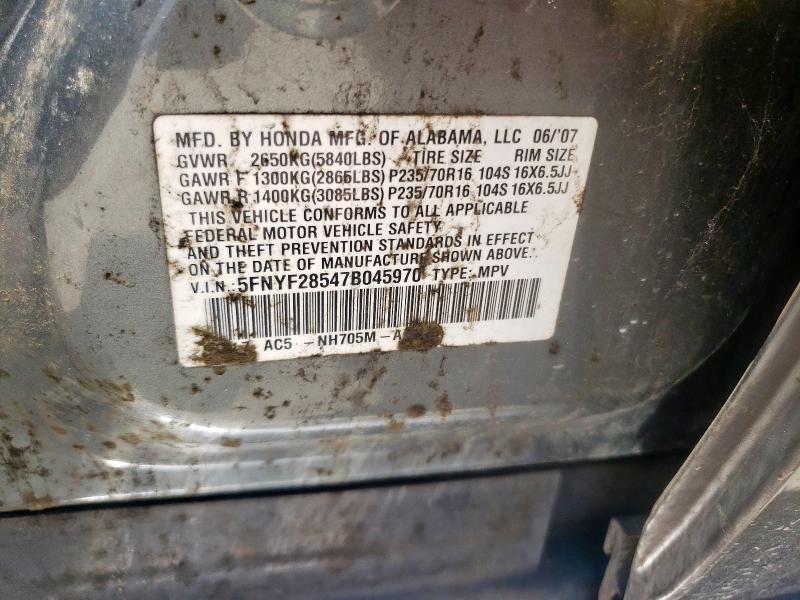 MFD. BY HONDA MFG. OF ALABAMA, LLC 06/'07
GVWR 2650KG(5840LBS) TIRE SIZE RIM SIZE
GAWR F 1300KG(2865LBS) P235/70R16 104S 16X6.5JJ
GAWR R 1400KG(3085LBS) P235/70R16 104S 16X6.5JJ
THIS VEHICLE CONFORMS TO ALL APPLICABLE
FEDERAL MOTOR VEHICLE SAFETY
AND THEFT PREVENTION STANDARDS IN EFFECT
ON THE DATE OF MANUFACTURE SHOWN ABOVE.
V.I.N.: 5FNYF28547B045970 TYPE: MPV
AC5 -NH705M-A